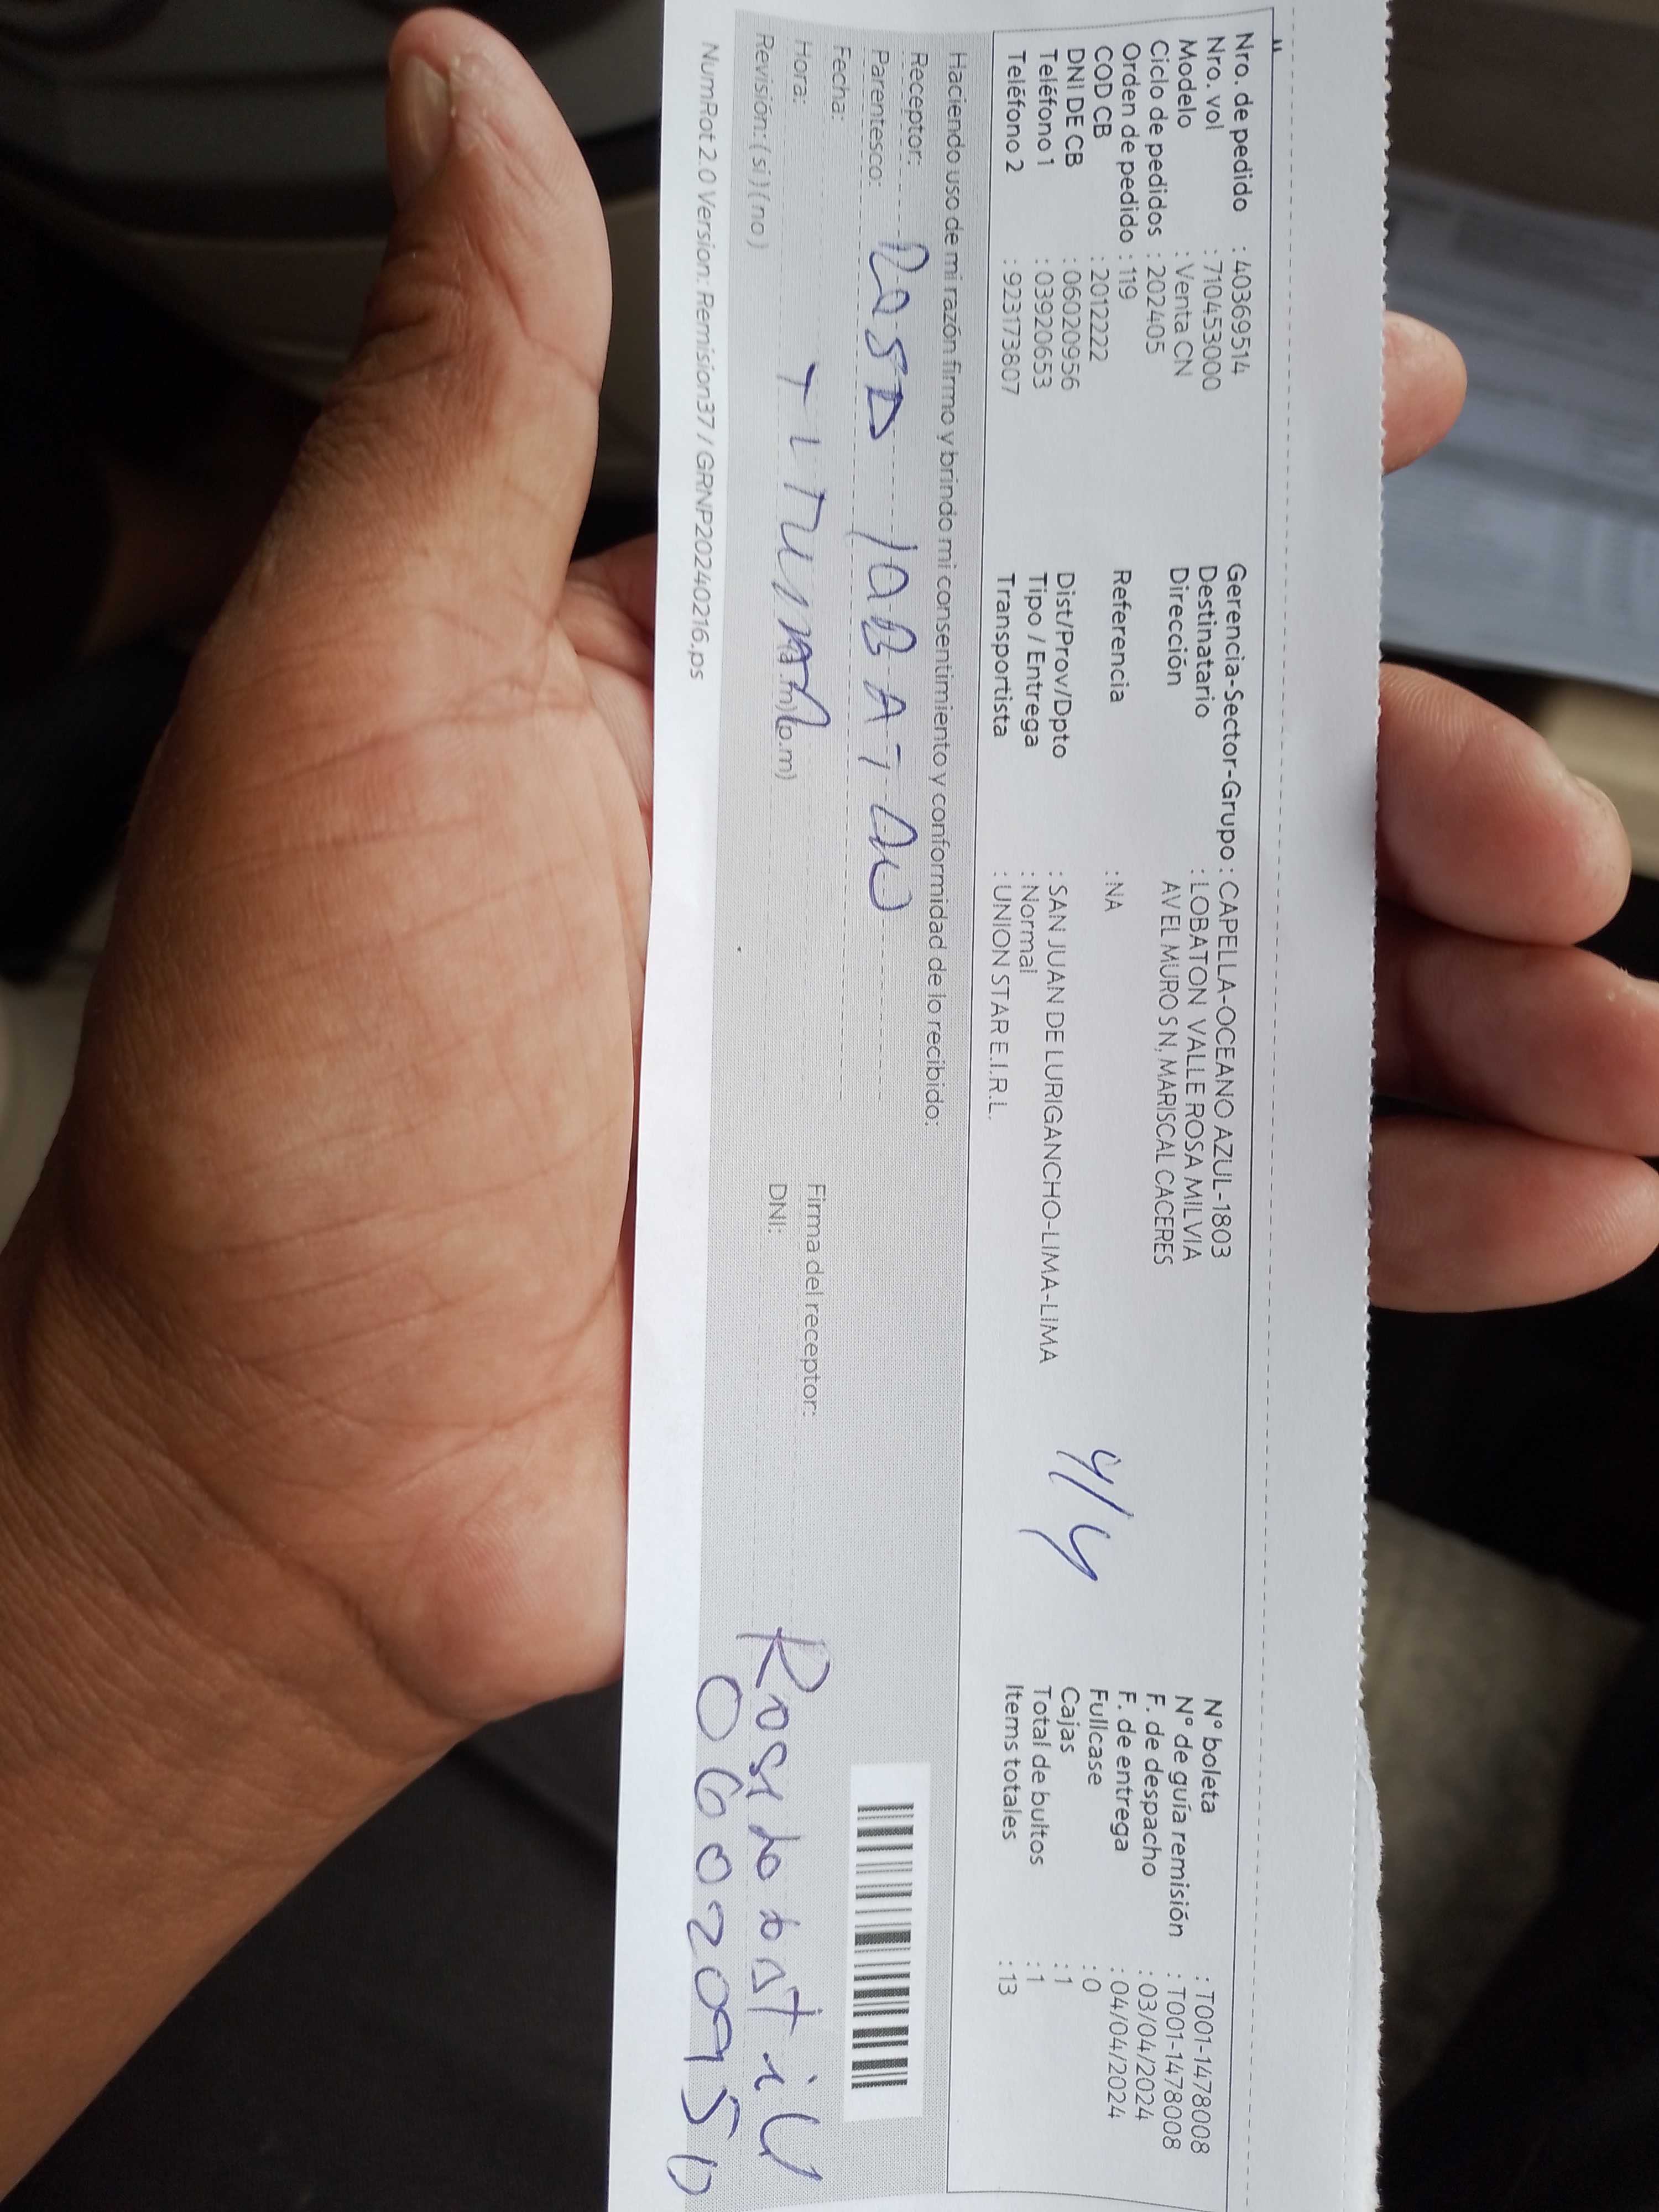 Nro. de pedido : 40369514
Nro. vol : 710453000
Modelo : Venta CN
Ciclo de pedidos : 202405
Orden de pedido : 119
COD CB : 2012222
DNI DE CB : 06020956
Teléfono 1 : 03920653
Teléfono 2 : 923173807
Gerencia-Sector-Grupo : CAPELLA-OCEANO AZUL-1803
Destinatario : LOBATON VALLE ROSA MILVIA
Dirección AV EL MURO S N, MARISCAL CACERES
Referencia : NA
Dist/Prov/Dpto : SAN JUAN DE LURIGANCHO-LIMA-LIMA
Tipo / Entrega : Normal
Transportista : UNION STAR E.I.R.L.
4/4
N° boleta : T001-1478008
N° de guía remisión : T001-1478008
F. de despacho : 03/04/2024
F. de entrega : 04/04/2024
Fullcase : 0
Cajas : 1
Total de bultos : 1
Items totales : 13
Haciendo uso de mi razón firmo y brindo mi consentimiento y conformidad de lo recibido:
Receptor:
Parentesco:
Fecha:
Hora: (a.m) (p.m)
Revisión: ( si ) ( no )
Firma del receptor:
DNI:
06002095
NumRot 2.0 Version: Remision37 / GRNP20240216.ps